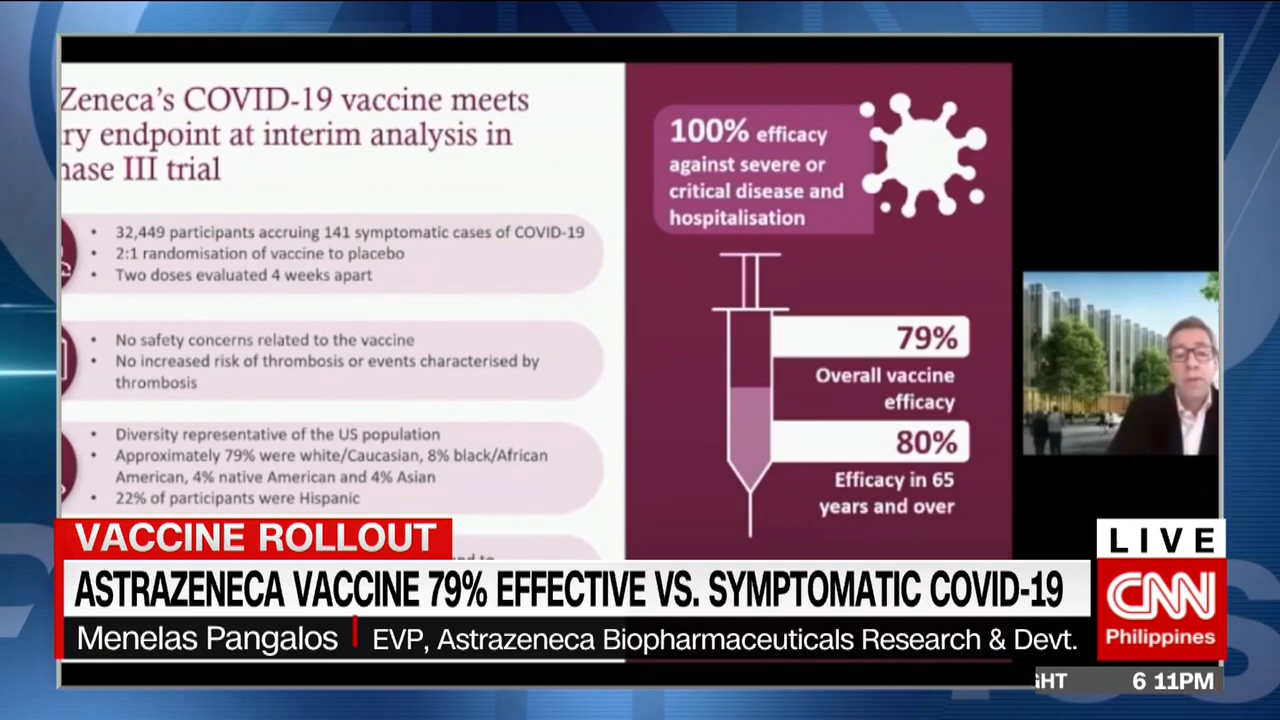 Zeneca's COVID-19 vaccine meets
ry endpoint at interim analysis in
hase III trial
• 32,449 participants accruing 141 symptomatic cases of COVID-19
• 2:1 randomisation of vaccine to placebo
• Two doses evaluated 4 weeks apart
• No safety concerns related to the vaccine
• No increased risk of thrombosis or events characterised by
thrombosis
• Diversity representative of the US population
• Approximately 79% were white/Caucasian, 8% black/African
American, 4% native American and 4% Asian
• 22% of participants were Hispanic
100% efficacy
against severe or
critical disease and
hospitalisation
79%
Overall vaccine
efficacy
80%
Efficacy in 65
years and over
VACCINE ROLLOUT
ASTRAZENECA VACCINE 79% EFFECTIVE VS. SYMPTOMATIC COVID-19
Menelas Pangalos | EVP, Astrazeneca Biopharmaceuticals Research & Devt.
LIVE
CNN
Philippines
GHT 6 11PM